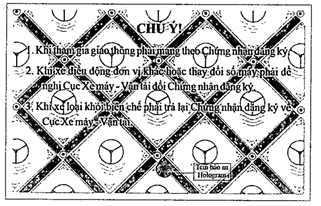 CHÚ Ý!
1. Khi tham gia giao thông phải mang theo Chứng nhận đăng ký.
2. Khi xe điều động đơn vị khác hoặc thay đổi số máy phải đề
nghị Cục Xe máy - Vận tải đổi Chứng nhận đăng ký.
3. Khi xe loại khỏi biên chế phải trả lại Chứng nhận đăng ký về
Cục Xe máy - Vận tải.
Tem bảo an
Hologram